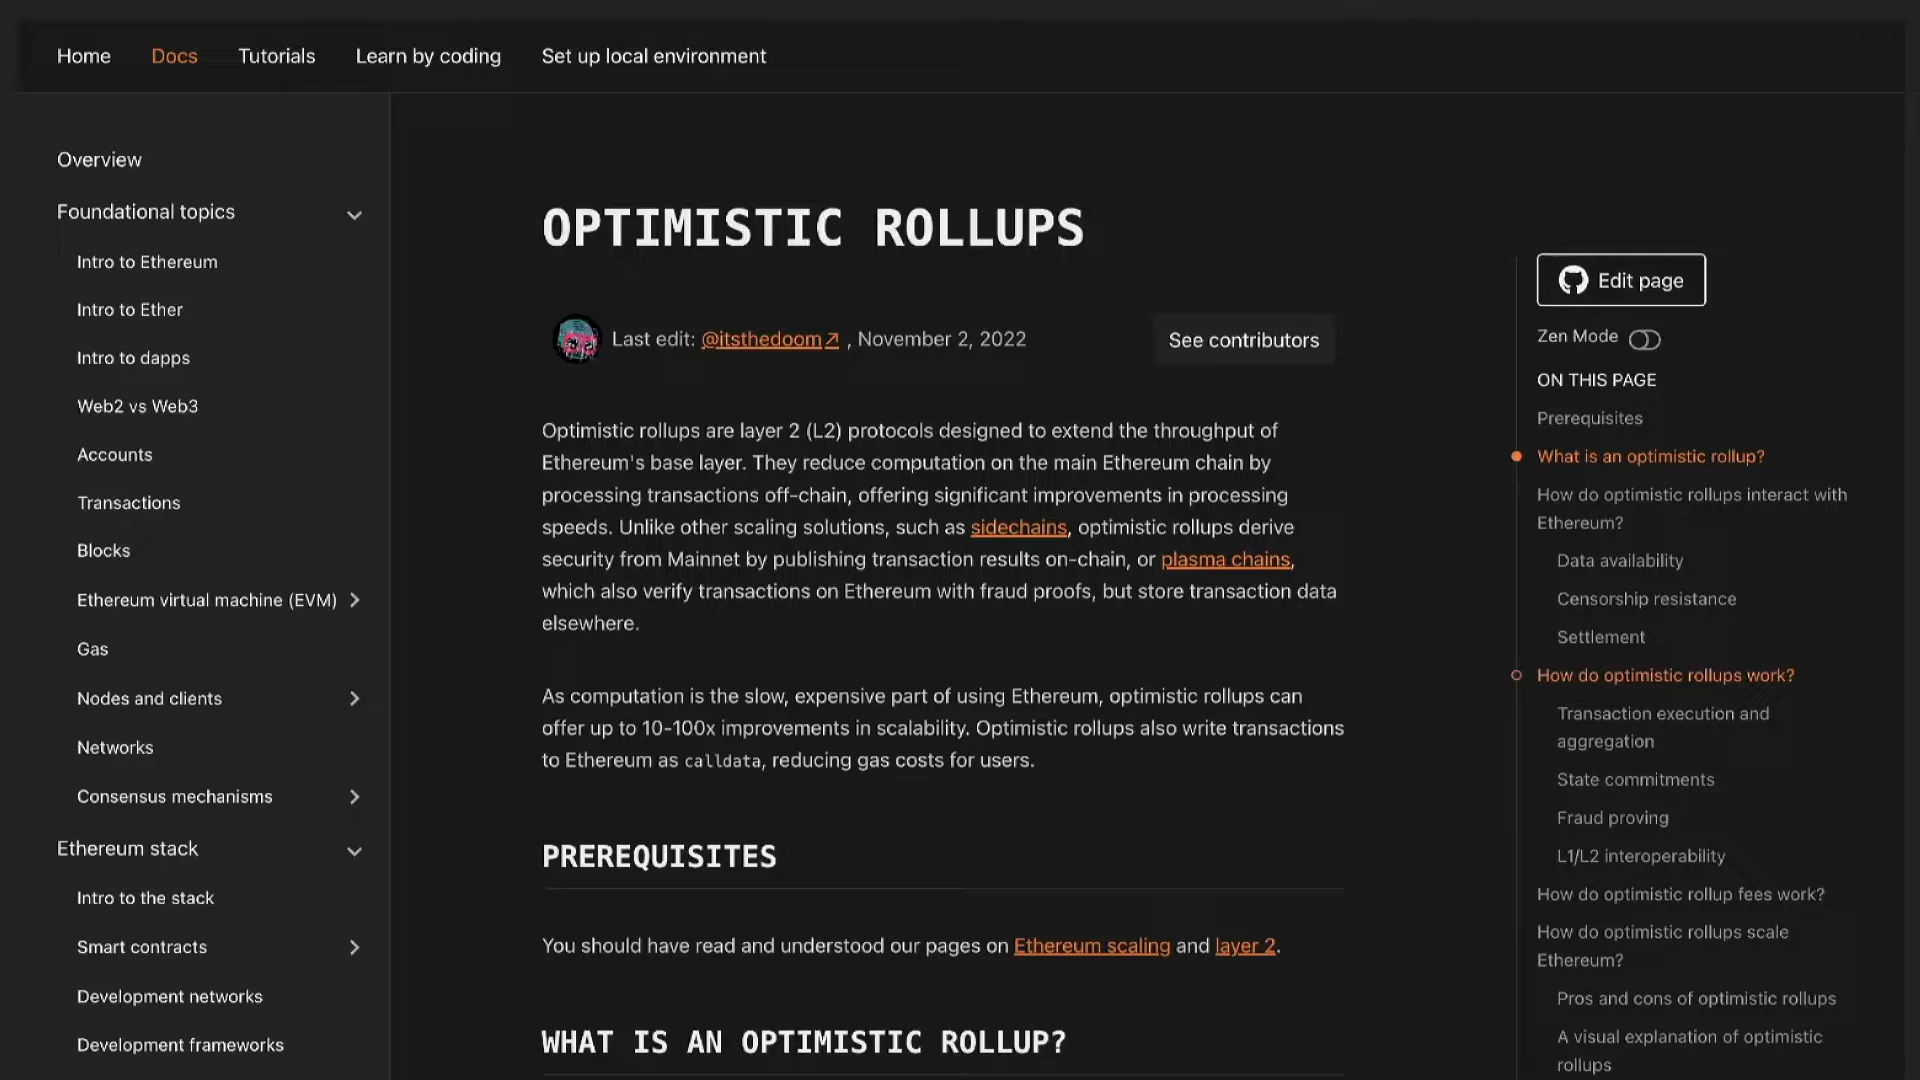 Home Docs Tutorials Learn by coding Set up local environment
Overview
Foundational topics
Intro to Ethereum
Intro to Ether
Intro to dapps
Web2 vs Web3
Accounts
Transactions
Blocks
Ethereum virtual machine (EVM)
Gas
Nodes and clients
Networks
Consensus mechanisms
Ethereum stack
Intro to the stack
Smart contracts
Development networks
Development frameworks
OPTIMISTIC ROLLUPS
Last edit: @itsthedoom↗ , November 2, 2022
See contributors
Optimistic rollups are layer 2 (L2) protocols designed to extend the throughput of
Ethereum's base layer. They reduce computation on the main Ethereum chain by
processing transactions off-chain, offering significant improvements in processing
speeds. Unlike other scaling solutions, such as sidechains, optimistic rollups derive
security from Mainnet by publishing transaction results on-chain, or plasma chains,
which also verify transactions on Ethereum with fraud proofs, but store transaction data
elsewhere.
As computation is the slow, expensive part of using Ethereum, optimistic rollups can
offer up to 10-100x improvements in scalability. Optimistic rollups also write transactions
to Ethereum as calldata, reducing gas costs for users.
PREREQUISITES
You should have read and understood our pages on Ethereum scaling and layer 2.
WHAT IS AN OPTIMISTIC ROLLUP?
Edit page
Zen Mode
ON THIS PAGE
Prerequisites
What is an optimistic rollup?
How do optimistic rollups interact with
Ethereum?
Data availability
Censorship resistance
Settlement
How do optimistic rollups work?
Transaction execution and
aggregation
State commitments
Fraud proving
L1/L2 interoperability
How do optimistic rollup fees work?
How do optimistic rollups scale
Ethereum?
Pros and cons of optimistic rollups
A visual explanation of optimistic
rollups